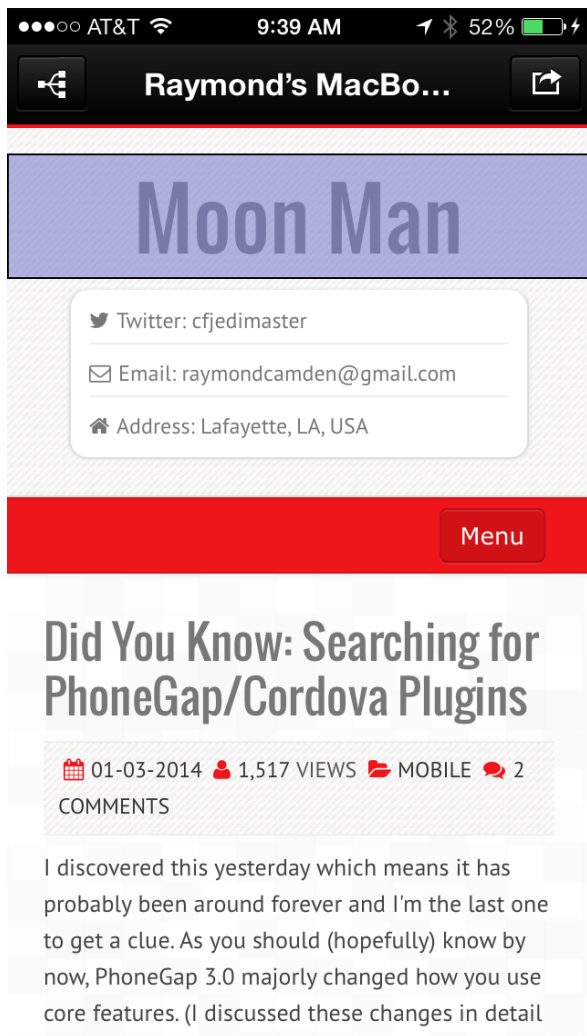 AT&T 9:39 AM 52%
Raymond's MacBo...
Moon Man
Twitter: cfjedimaster
Email: raymondcamden@gmail.com
Address: Lafayette, LA, USA
Menu
Did You Know: Searching for
PhoneGap/Cordova Plugins
01-03-2014 1,517 VIEWS MOBILE 2
COMMENTS
I discovered this yesterday which means it has
probably been around forever and I'm the last one
to get a clue. As you should (hopefully) know by
now, PhoneGap 3.0 majorly changed how you use
core features. (I discussed these changes in detail